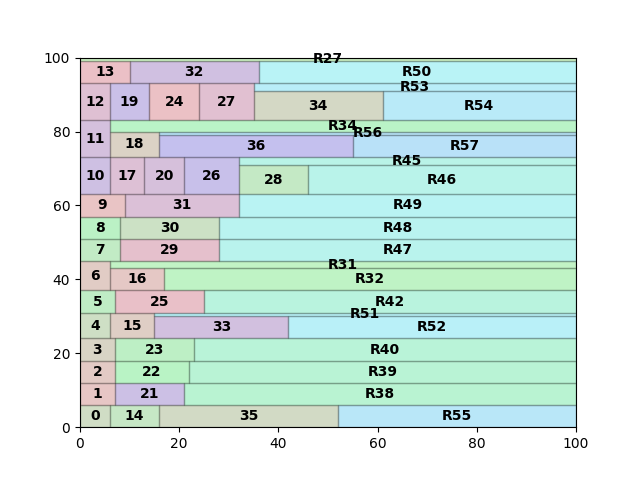 R27
100
13 32 R50
R53
12 19 24 27 34 R54
R34
80
11 18 36 R57
R56
R45
10 17 20 26 28 R46
9 31 R49
60
8 30 R48
7 29 R47
R31
6 16 R32
40
5 25 R42
R51
4 15 33 R52
3 23 R40
20
2 22 R39
1 21 R38
0 14 35 R55
0
0 20 40 60 80 100